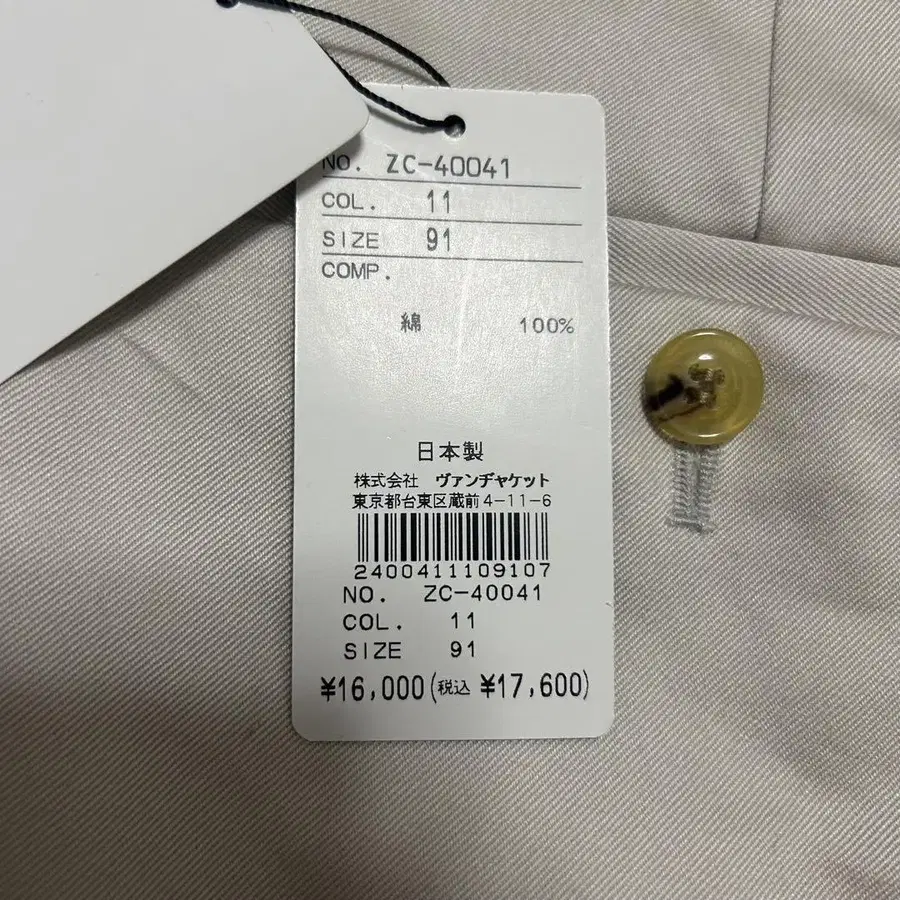 NO. ZC-40041
COL. 11
SIZE 91
COMP.
綿 100%
日本製
株式会社 ヴァンヂャケット
東京都台東区蔵前4-11-6
2400411109107
NO. ZC-40041
COL. 11
SIZE 91
¥16,000(税込 ¥17,600)